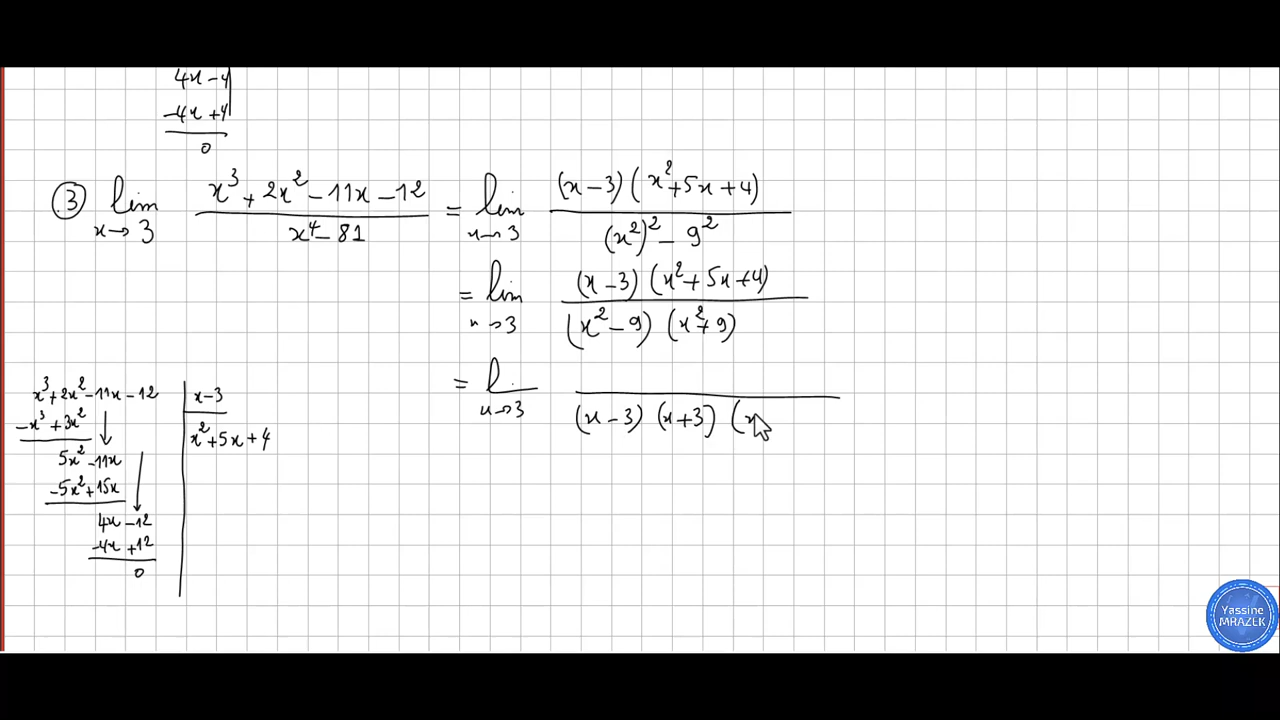 4x - 4
-4x + 4
0
③ lim x→3 (x³ + 2x² - 11x - 12)/(x⁴ - 81) = lim x→3 ((x-3)(x²+5x+4))/((x²)² - 9²)
= lim x→3 ((x-3)(x²+5x+4))/((x²-9)(x²+9))
= lim x→3 /((x-3)(x+3)(x
x³+2x²-11x-12 | x-3
-x³+3x² | x²+5x+4
5x²-11x
-5x²+15x
4x-12
-4x+12
0
Yassine
MRAZEK